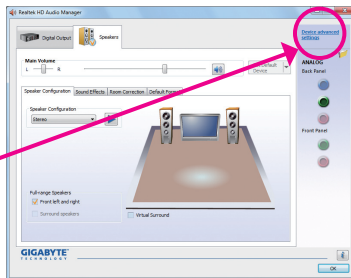 Realtek HD Audio Manager
Digital Output
Speakers
Device advanced
settings
Main Volume
L
R
Default
Device
ANALOG
Back Panel
Speaker Configuration
Sound Effects
Room Correction
Default Format
Speaker Configuration
Stereo
Front Panel
Full-range Speakers
Front left and right
Surround speakers
Virtual Surround
GIGABYTE
TECHNOLOGY
i
OK